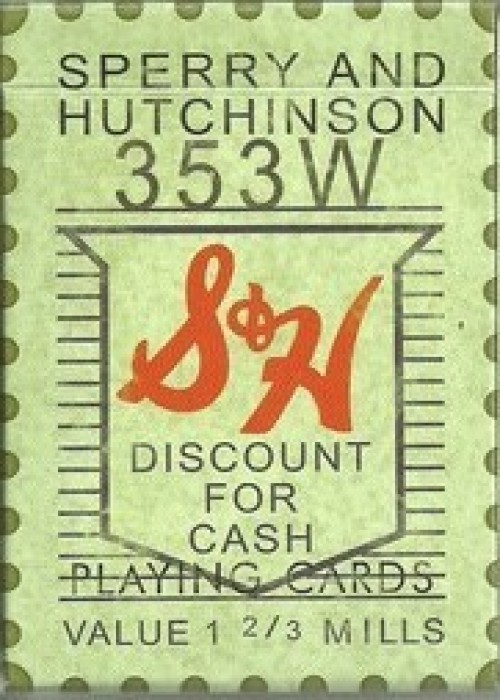 SPERRY AND
HUTCHINSON
353W
S&H
DISCOUNT
FOR
CASH
PLAYING CARDS
VALUE 1 2/3 MILLS